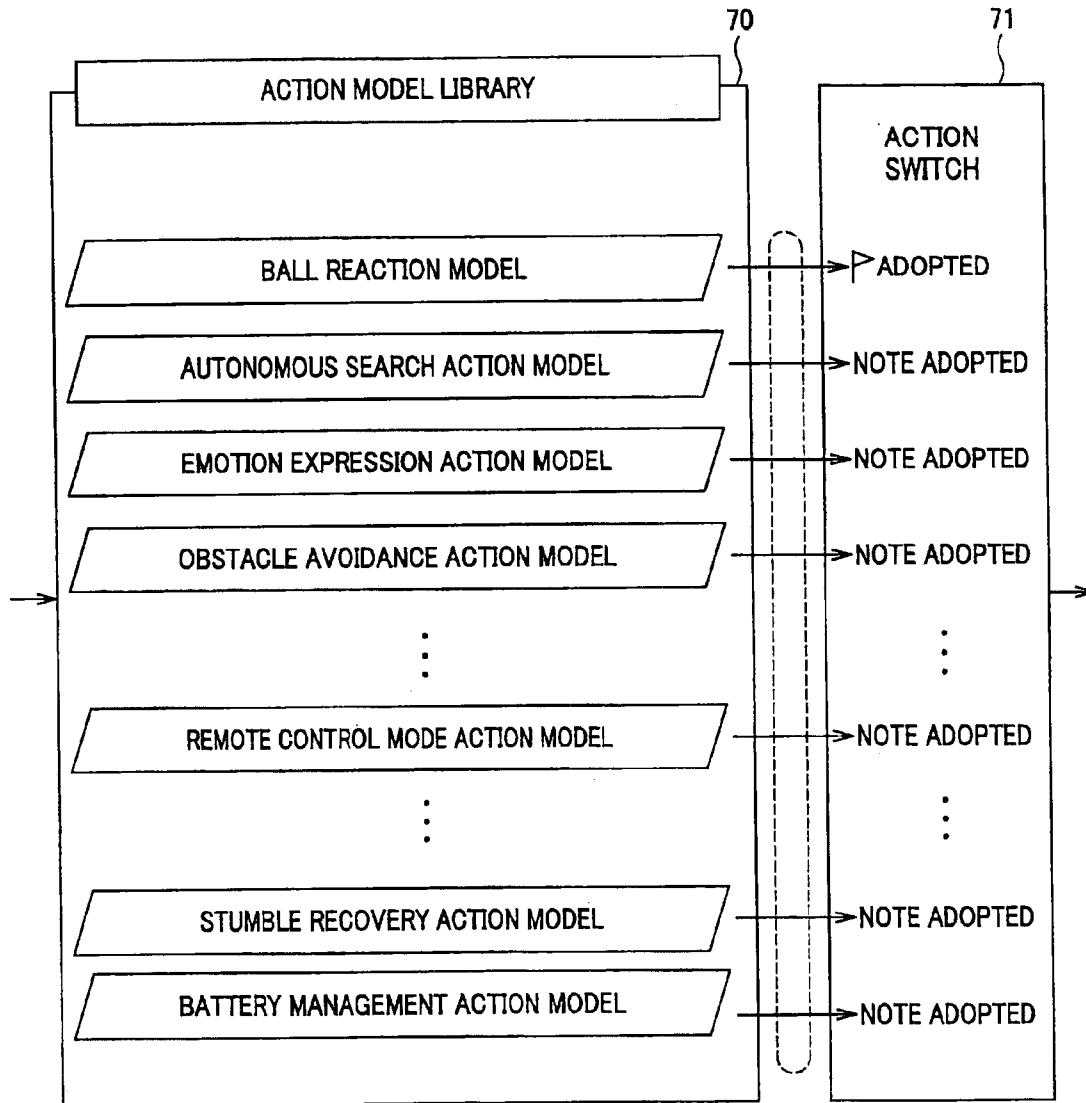 70
71
ACTION MODEL LIBRARY
ACTION
SWITCH
BALL REACTION MODEL
ADOPTED
AUTONOMOUS SEARCH ACTION MODEL
NOTE ADOPTED
EMOTION EXPRESSION ACTION MODEL
NOTE ADOPTED
OBSTACLE AVOIDANCE ACTION MODEL
NOTE ADOPTED
REMOTE CONTROL MODE ACTION MODEL
NOTE ADOPTED
STUMBLE RECOVERY ACTION MODEL
NOTE ADOPTED
BATTERY MANAGEMENT ACTION MODEL
NOTE ADOPTED